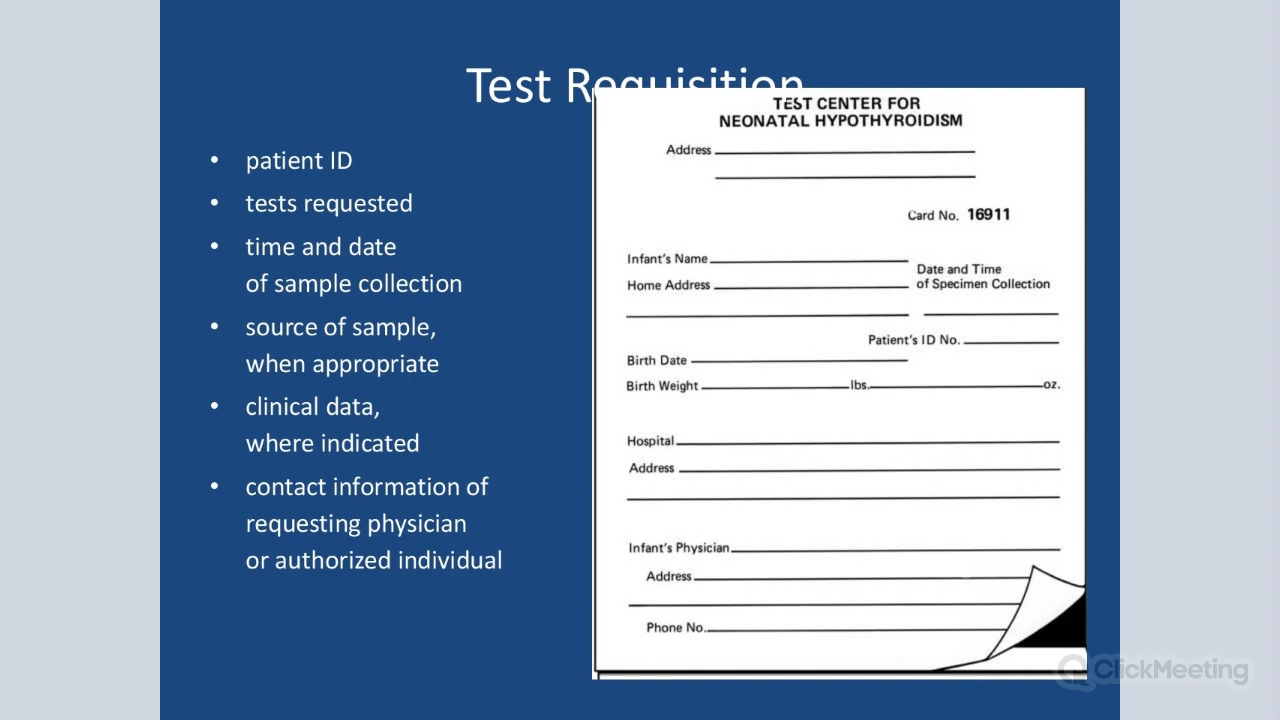 Test Requisition
• patient ID
• tests requested
• time and date
of sample collection
• source of sample,
when appropriate
• clinical data,
where indicated
• contact information of
requesting physician
or authorized individual
TEST CENTER FOR
NEONATAL HYPOTHYROIDISM
Address
Card No. 16911
Infant's Name
Home Address
Date and Time
of Specimen Collection
Patient's ID No.
Birth Date
Birth Weight lbs. oz.
Hospital
Address
Infant's Physician
Address
Phone No.
ClickMeeting